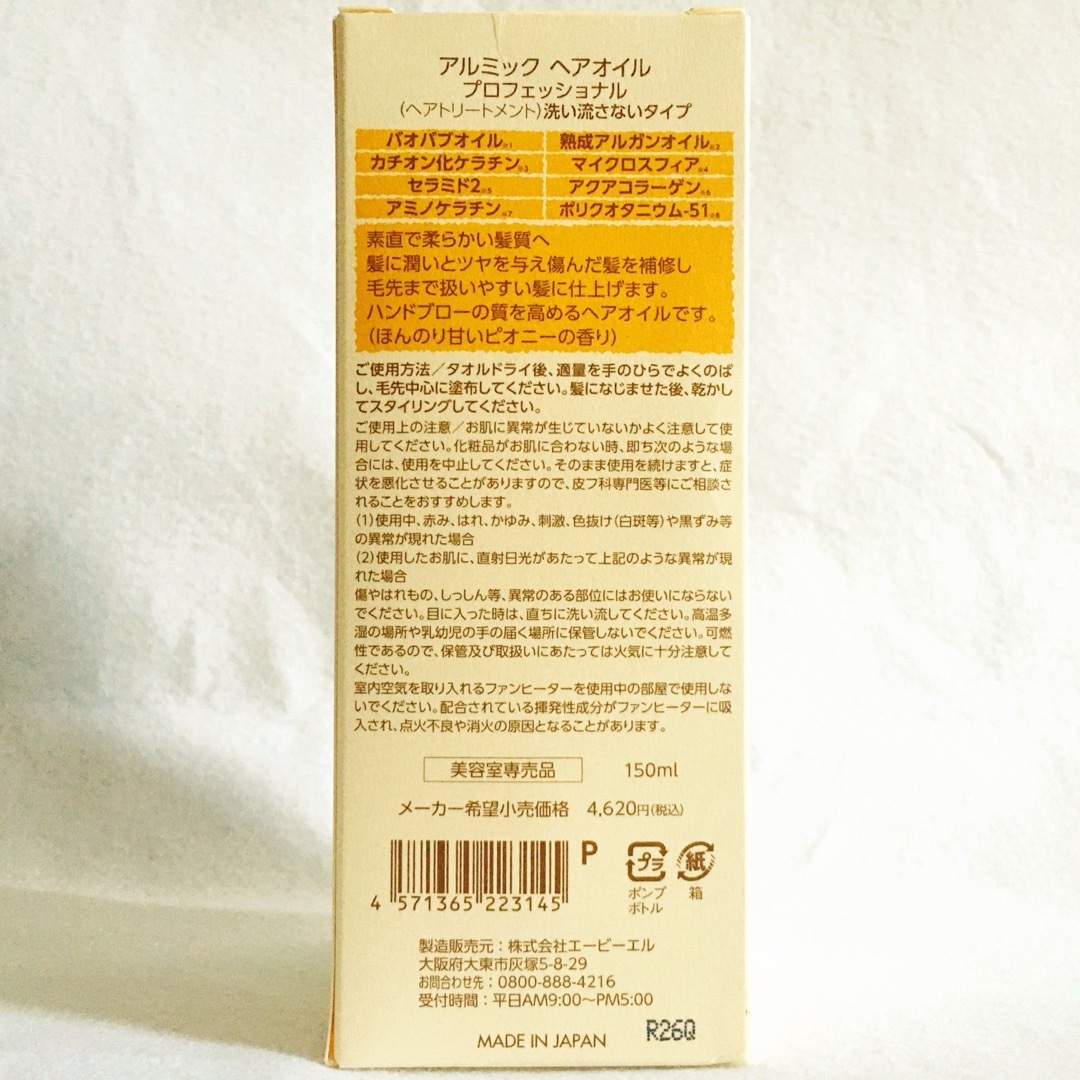 アルミック ヘアオイル
プロフェッショナル
(ヘアトリートメント)洗い流さないタイプ
バオバブオイル※1 熟成アルガンオイル※2
カチオン化ケラチン※3 マイクロスフィア※4
セラミド2※5 アクアコラーゲン※6
アミノケラチン※7 ポリクオタニウム-51※8
素直で柔らかい髪質へ
髪に潤いとツヤを与え傷んだ髪を補修し
毛先まで扱いやすい髪に仕上げます。
ハンドブローの質を高めるヘアオイルです。
(ほんのり甘いピオニーの香り)
ご使用方法/タオルドライ後、適量を手のひらでよくのば
し、毛先中心に塗布してください。髪になじませた後、乾かし
てスタイリングしてください。
ご使用上の注意/お肌に異常が生じていないかよく注意して使
用してください。化粧品がお肌に合わない時、即ち次のような場
合には、使用を中止してください。そのまま使用を続けますと、症
状を悪化させることがありますので、皮フ科専門医等にご相談さ
れることをおすすめします。
(1)使用中、赤み、はれ、かゆみ、刺激、色抜け(白斑等)や黒ずみ等
の異常が現れた場合
(2)使用したお肌に、直射日光があたって上記のような異常が現
れた場合
傷やはれもの、しっしん等、異常のある部位にはお使いにならない
でください。目に入った時は、直ちに洗い流してください。高温多
湿の場所や乳幼児の手の届く場所に保管しないでください。可燃
性であるので、保管及び取扱いにあたっては火気に十分注意して
ください。
室内空気を取り入れるファンヒーターを使用中の部屋で使用しな
いでください。配合されている揮発性成分がファンヒーターに吸
入され、点火不良や消火の原因となることがあります。
美容室専売品 150ml
メーカー希望小売価格 4,620円(税込)
P プラ 紙
ポンプ 箱
ボトル
4 571365 223145
製造販売元：株式会社エービーエル
大阪府大東市灰塚5-8-29
お問合わせ先：0800-888-4216
受付時間：平日AM9:00〜PM5:00
MADE IN JAPAN R26Q